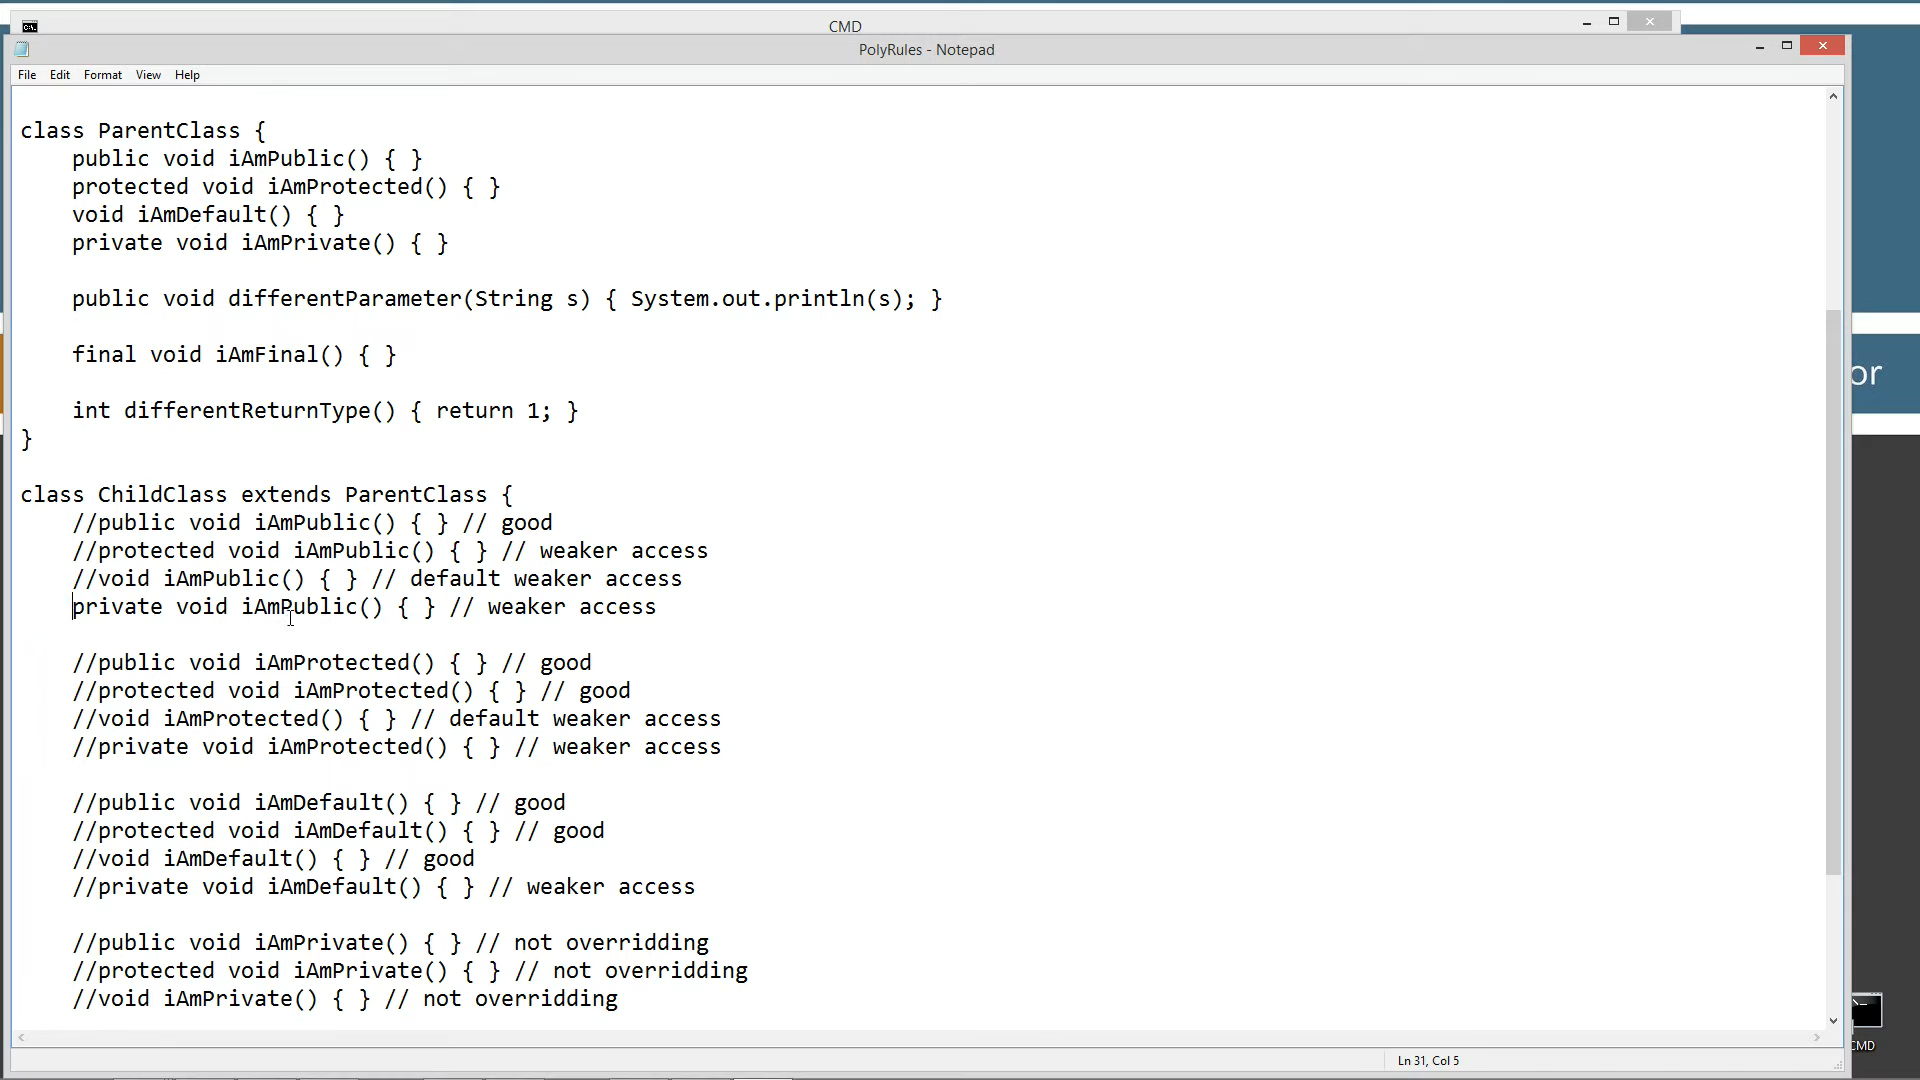 CMD
PolyRules - Notepad
File Edit Format View Help
class ParentClass {
    public void iAmPublic() { }
    protected void iAmProtected() { }
    void iAmDefault() { }
    private void iAmPrivate() { }
    public void differentParameter(String s) { System.out.println(s); }
    final void iAmFinal() { }
    int differentReturnType() { return 1; }
}
class ChildClass extends ParentClass {
    //public void iAmPublic() { } // good
    //protected void iAmPublic() { } // weaker access
    //void iAmPublic() { } // default weaker access
    private void iAmPublic() { } // weaker access
    //public void iAmProtected() { } // good
    //protected void iAmProtected() { } // good
    //void iAmProtected() { } // default weaker access
    //private void iAmProtected() { } // weaker access
    //public void iAmDefault() { } // good
    //protected void iAmDefault() { } // good
    //void iAmDefault() { } // good
    //private void iAmDefault() { } // weaker access
    //public void iAmPrivate() { } // not overridding
    //protected void iAmPrivate() { } // not overridding
    //void iAmPrivate() { } // not overridding
Ln 31, Col 5
or
CMD